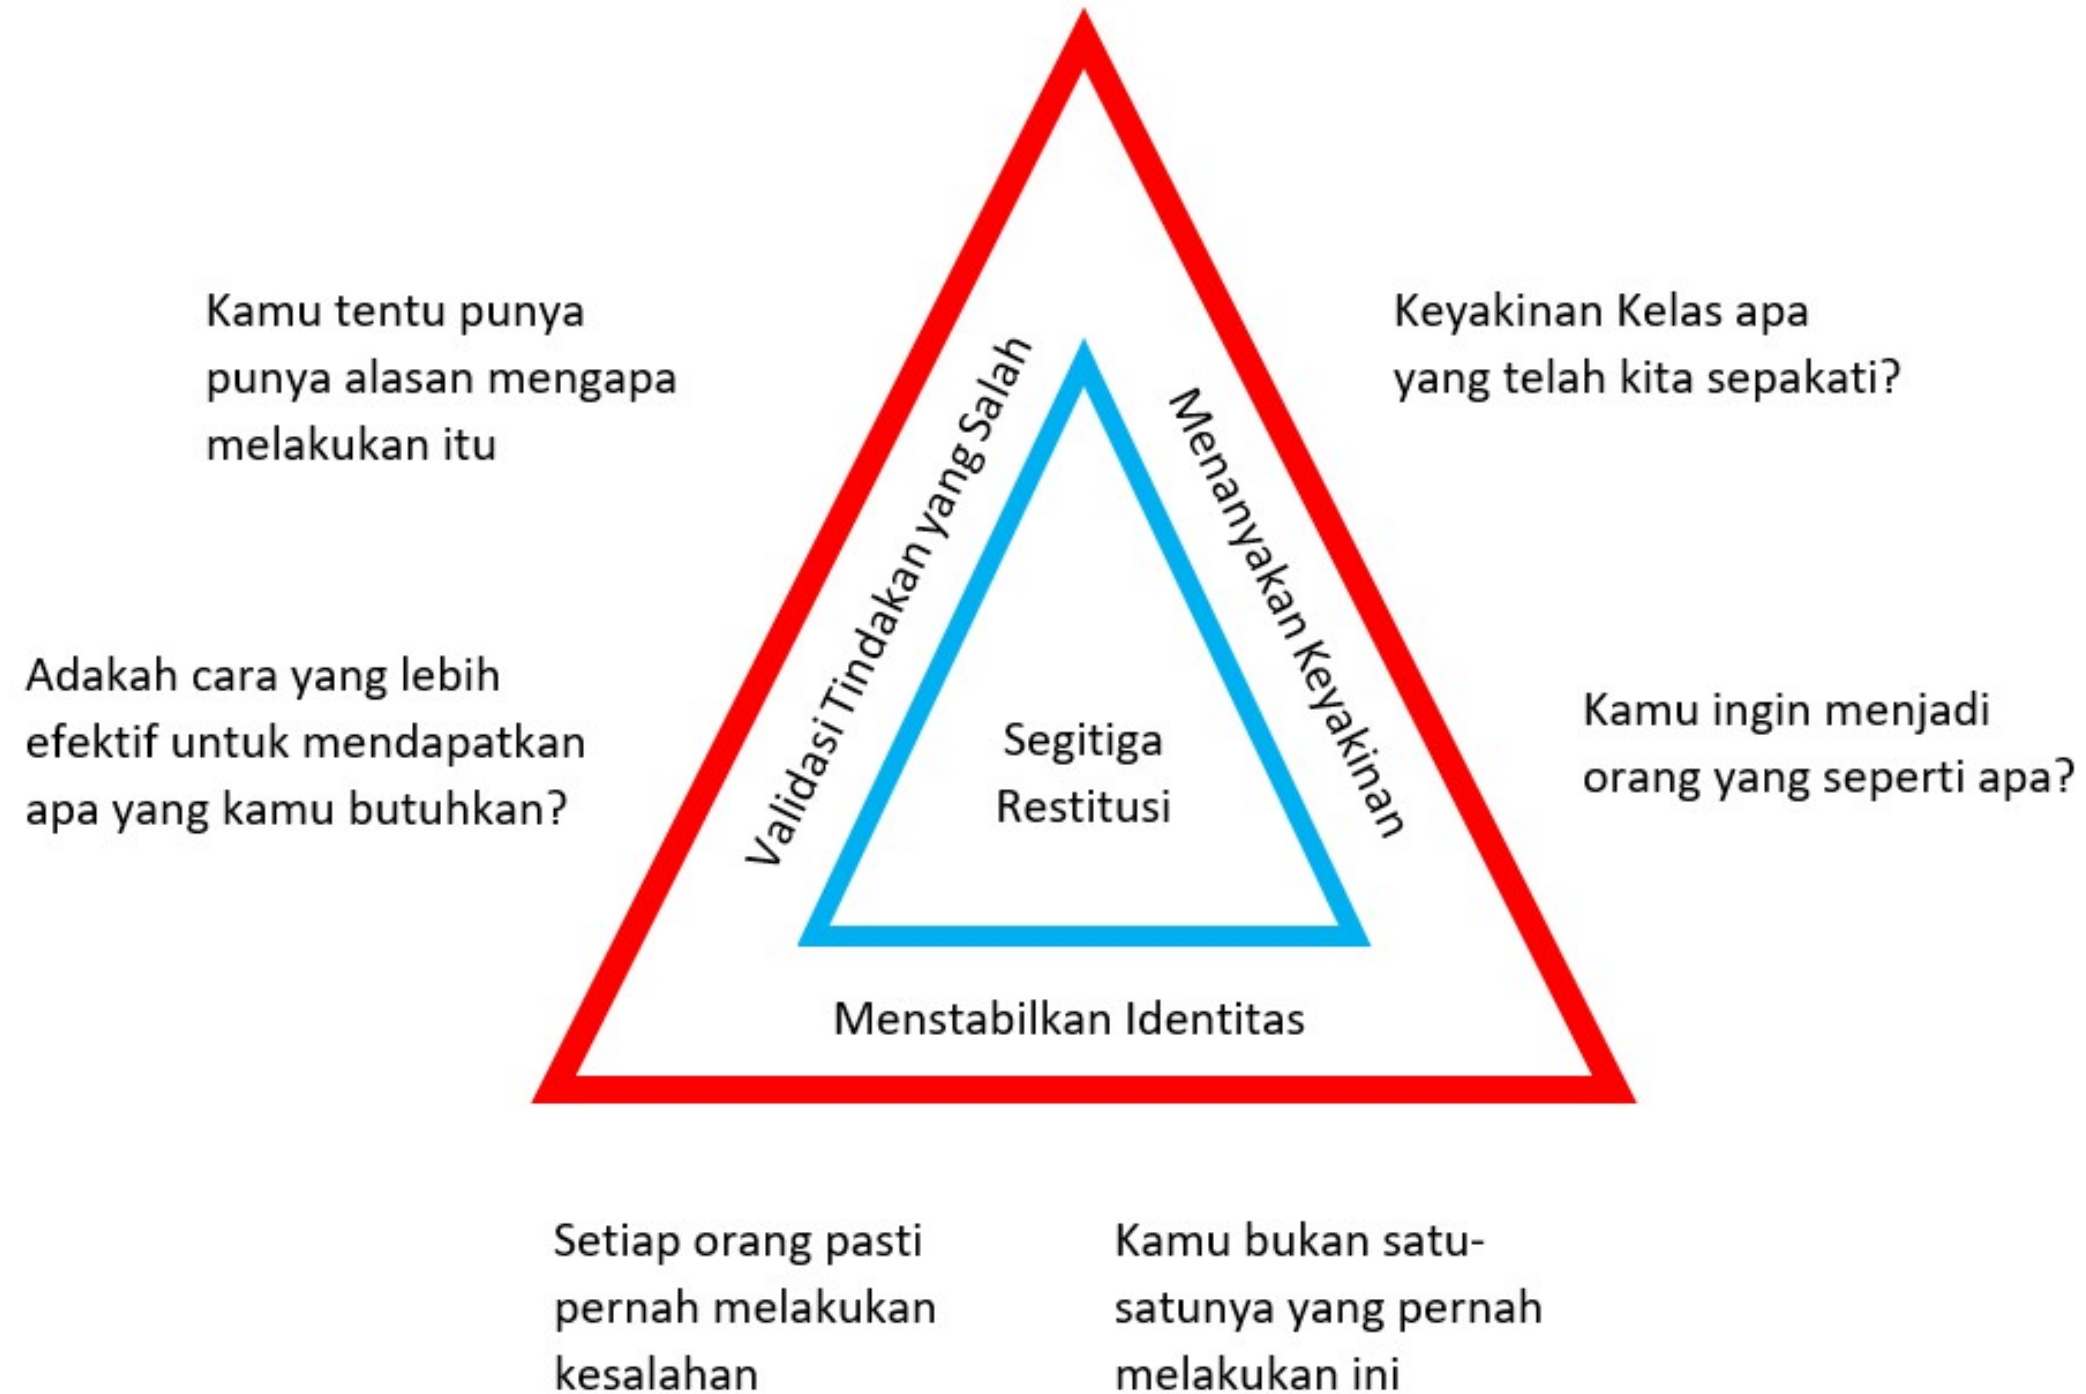 Kamu tentu punya
punya alasan mengapa
melakukan itu
Keyakinan Kelas apa
yang telah kita sepakati?
Validasi Tindakan yang Salah
Menanyakan Keyakinan
Adakah cara yang lebih
efektif untuk mendapatkan
apa yang kamu butuhkan?
Segitiga
Restitusi
Kamu ingin menjadi
orang yang seperti apa?
Menstabilkan Identitas
Setiap orang pasti
pernah melakukan
kesalahan
Kamu bukan satu-
satunya yang pernah
melakukan ini